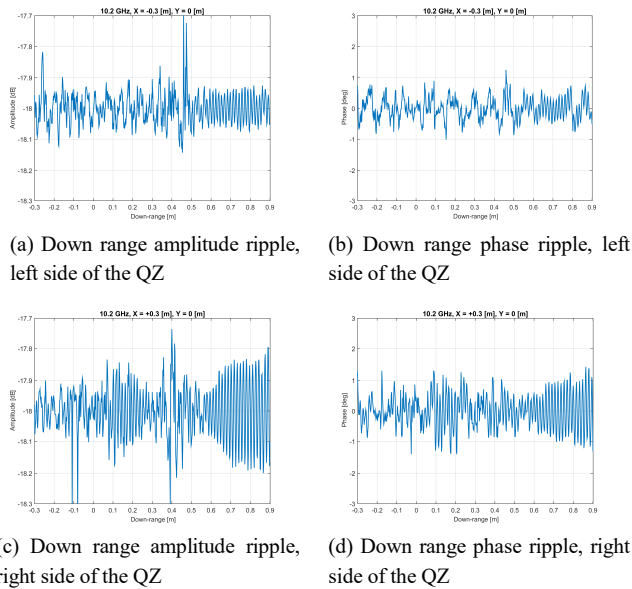 10.2 GHz, X = -0.3 [m], Y = 0 [m]
-17.7
-17.8
-17.9
-18
-18.1
-18.2
-18.3
Amplitude [dB]
-0.3 -0.2 -0.1 0 0.1 0.2 0.3 0.4 0.5 0.6 0.7 0.8 0.9
Down-range [m]
10.2 GHz, X = -0.3 [m], Y = 0 [m]
3
2
1
0
-1
-2
-3
Phase [deg]
-0.3 -0.2 -0.1 0 0.1 0.2 0.3 0.4 0.5 0.6 0.7 0.8 0.9
Down-range [m]
(a) Down range amplitude ripple,
left side of the QZ
(b) Down range phase ripple, left
side of the QZ
10.2 GHz, X = +0.3 [m], Y = 0 [m]
-17.7
-17.8
-17.9
-18
-18.1
-18.2
-18.3
Amplitude [dB]
-0.3 -0.2 -0.1 0 0.1 0.2 0.3 0.4 0.5 0.6 0.7 0.8 0.9
Down-range [m]
10.2 GHz, X = +0.3 [m], Y = 0 [m]
3
2
1
0
-1
-2
-3
Phase [deg]
-0.3 -0.2 -0.1 0 0.1 0.2 0.3 0.4 0.5 0.6 0.7 0.8 0.9
Down-range [m]
(c) Down range amplitude ripple,
right side of the QZ
(d) Down range phase ripple, right
side of the QZ